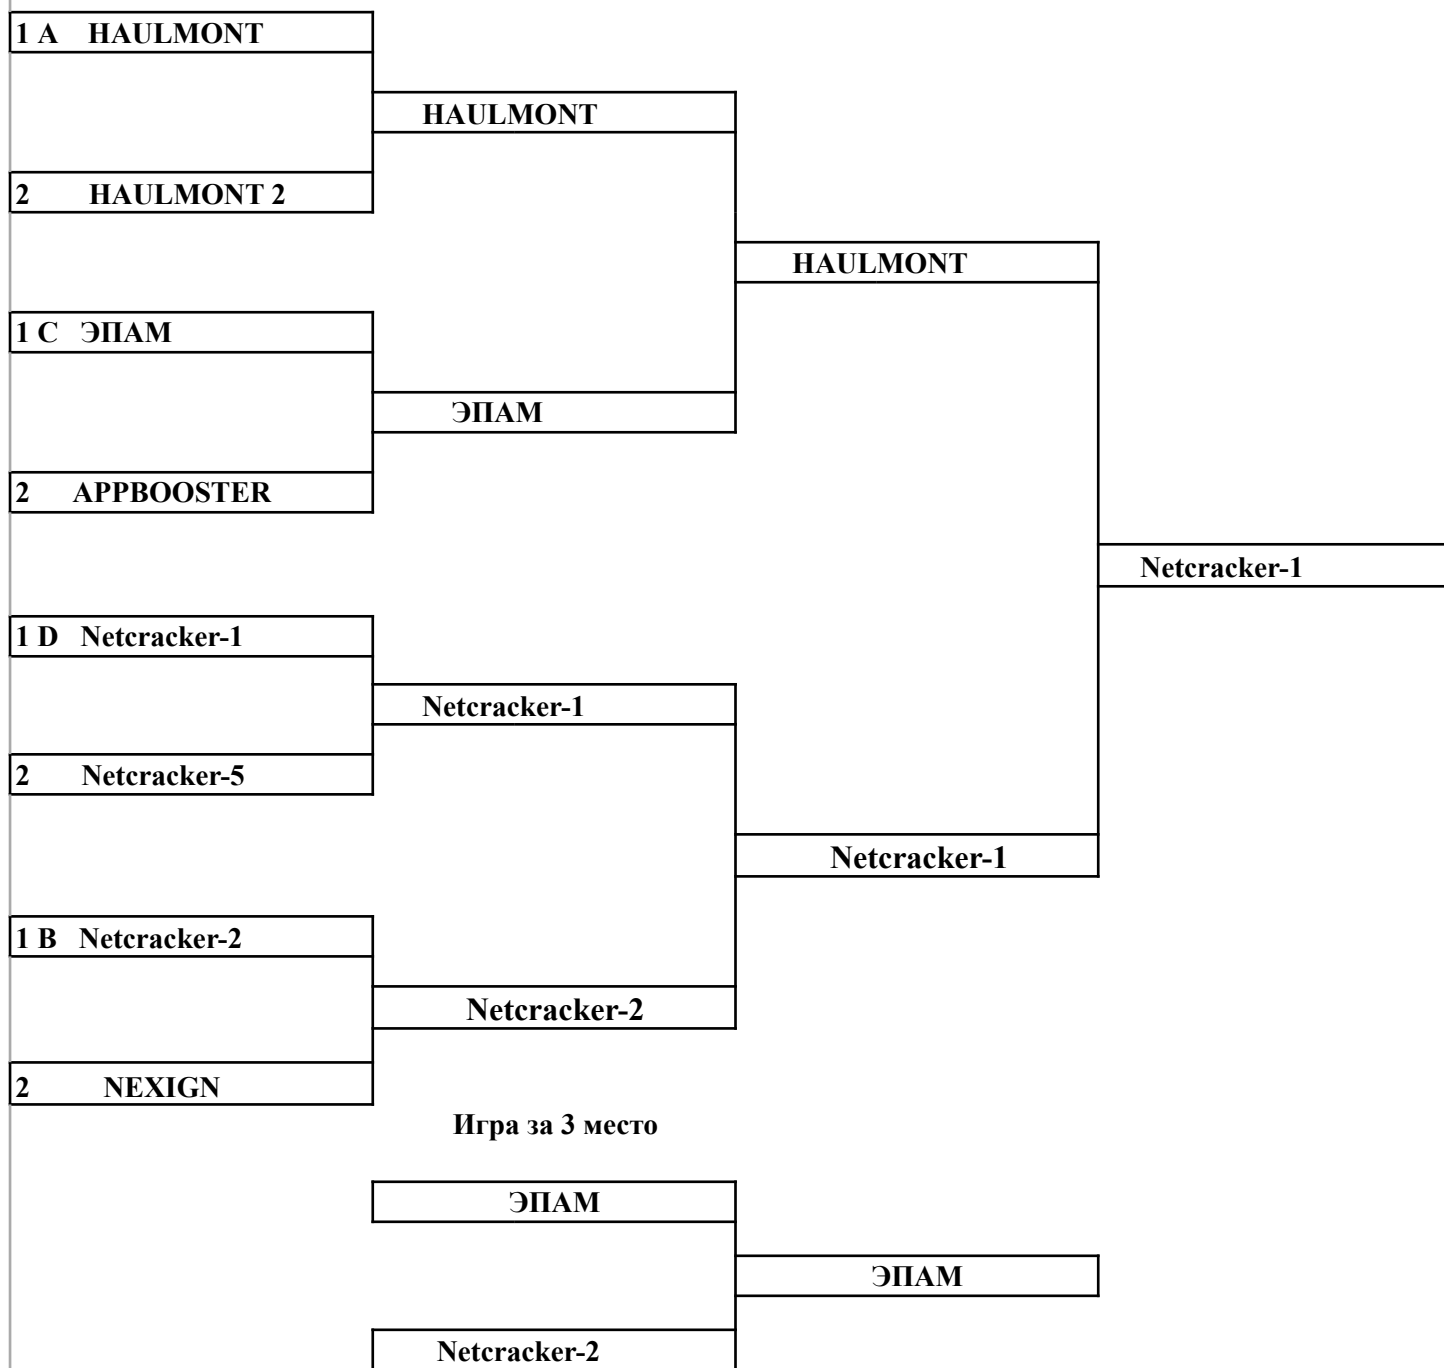 1 A HAULMONT
HAULMONT
2 HAULMONT 2
HAULMONT
1 C ЭПАМ
ЭПАМ
2 APPBOOSTER
Netcracker-1
1 D Netcracker-1
Netcracker-1
2 Netcracker-5
Netcracker-1
1 B Netcracker-2
Netcracker-2
2 NEXIGN
Игра за 3 место
ЭПАМ
ЭПАМ
Netcracker-2